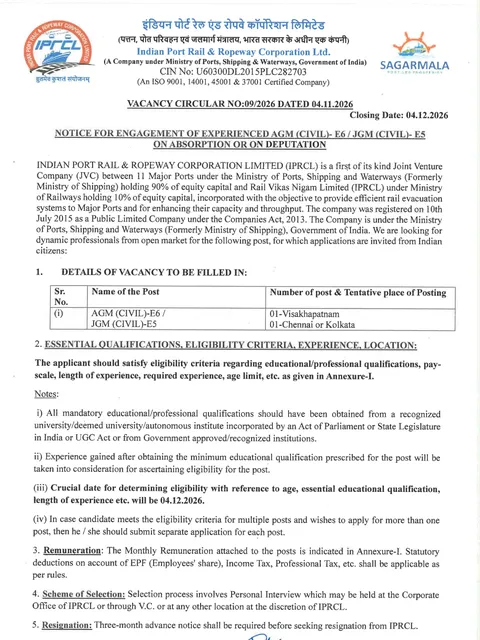 इंडियन पोर्ट रेल एंड रोपवे कॉर्पोरेशन लिमिटेड
(पत्तन, पोत परिवहन एवं जलमार्ग मंत्रालय, भारत सरकार के अधीन एक कंपनी)
Indian Port Rail & Ropeway Corporation Ltd.
(A Company under Ministry of Ports, Shipping & Waterways, Government of India)
CIN No: U60300DL2015PLC282703
(An ISO 9001, 14001, 45001 & 37001 Certified Company)
IPRCL
SAGARMALA
VACANCY CIRCULAR NO:09/2026 DATED 04.11.2026
Closing Date: 04.12.2026
NOTICE FOR ENGAGEMENT OF EXPERIENCED AGM (CIVIL)- E6 / JGM (CIVIL)- E5
ON ABSORPTION OR ON DEPUTATION
INDIAN PORT RAIL & ROPEWAY CORPORATION LIMITED (IPRCL) is a first of its kind Joint Venture
Company (JVC) between 11 Major Ports under the Ministry of Ports, Shipping and Waterways (Formerly
Ministry of Shipping) holding 90% of equity capital and Rail Vikas Nigam Limited (IPRCL) under Ministry
of Railways holding 10% of equity capital, incorporated with the objective to provide efficient rail evacuation
systems to Major Ports and for enhancing their capacity and throughput. The company was registered on 10th
July 2015 as a Public Limited Company under the Companies Act, 2013. The Company is under the Ministry
of Ports, Shipping and Waterways (Formerly Ministry of Shipping), Government of India. We are looking for
dynamic professionals from open market for the following post, for which applications are invited from Indian
citizens:
1. DETAILS OF VACANCY TO BE FILLED IN:
Sr. No. Name of the Post Number of post & Tentative place of Posting
(i) AGM (CIVIL)-E6 / 01-Visakhapatnam
JGM (CIVIL)-E5 01-Chennai or Kolkata
2. ESSENTIAL QUALIFICATIONS, ELIGIBILITY CRITERIA, EXPERIENCE, LOCATION:
The applicant should satisfy eligibility criteria regarding educational/professional qualifications, pay-
scale, length of experience, required experience, age limit, etc. as given in Annexure-I.
Notes:
i) All mandatory educational/professional qualifications should have been obtained from a recognized
university/deemed university/autonomous institute incorporated by an Act of Parliament or State Legislature
in India or UGC Act or from Government approved/recognized institutions.
ii) Experience gained after obtaining the minimum educational qualification prescribed for the post will be
taken into consideration for ascertaining eligibility for the post.
(iii) Crucial date for determining eligibility with reference to age, essential educational qualification,
length of experience etc. will be 04.12.2026.
(iv) In case candidate meets the eligibility criteria for multiple posts and wishes to apply for more than one
post, then he / she should submit separate application for each post.
3. Remuneration: The Monthly Remuneration attached to the posts is indicated in Annexure-I. Statutory
deductions on account of EPF (Employees' share), Income Tax, Professional Tax, etc. shall be applicable as
per rules.
4. Scheme of Selection: Selection process involves Personal Interview which may be held at the Corporate
Office of IPRCL or through V.C. or at any other location at the discretion of IPRCL.
5. Resignation: Three-month advance notice shall be required before seeking resignation from IPRCL.